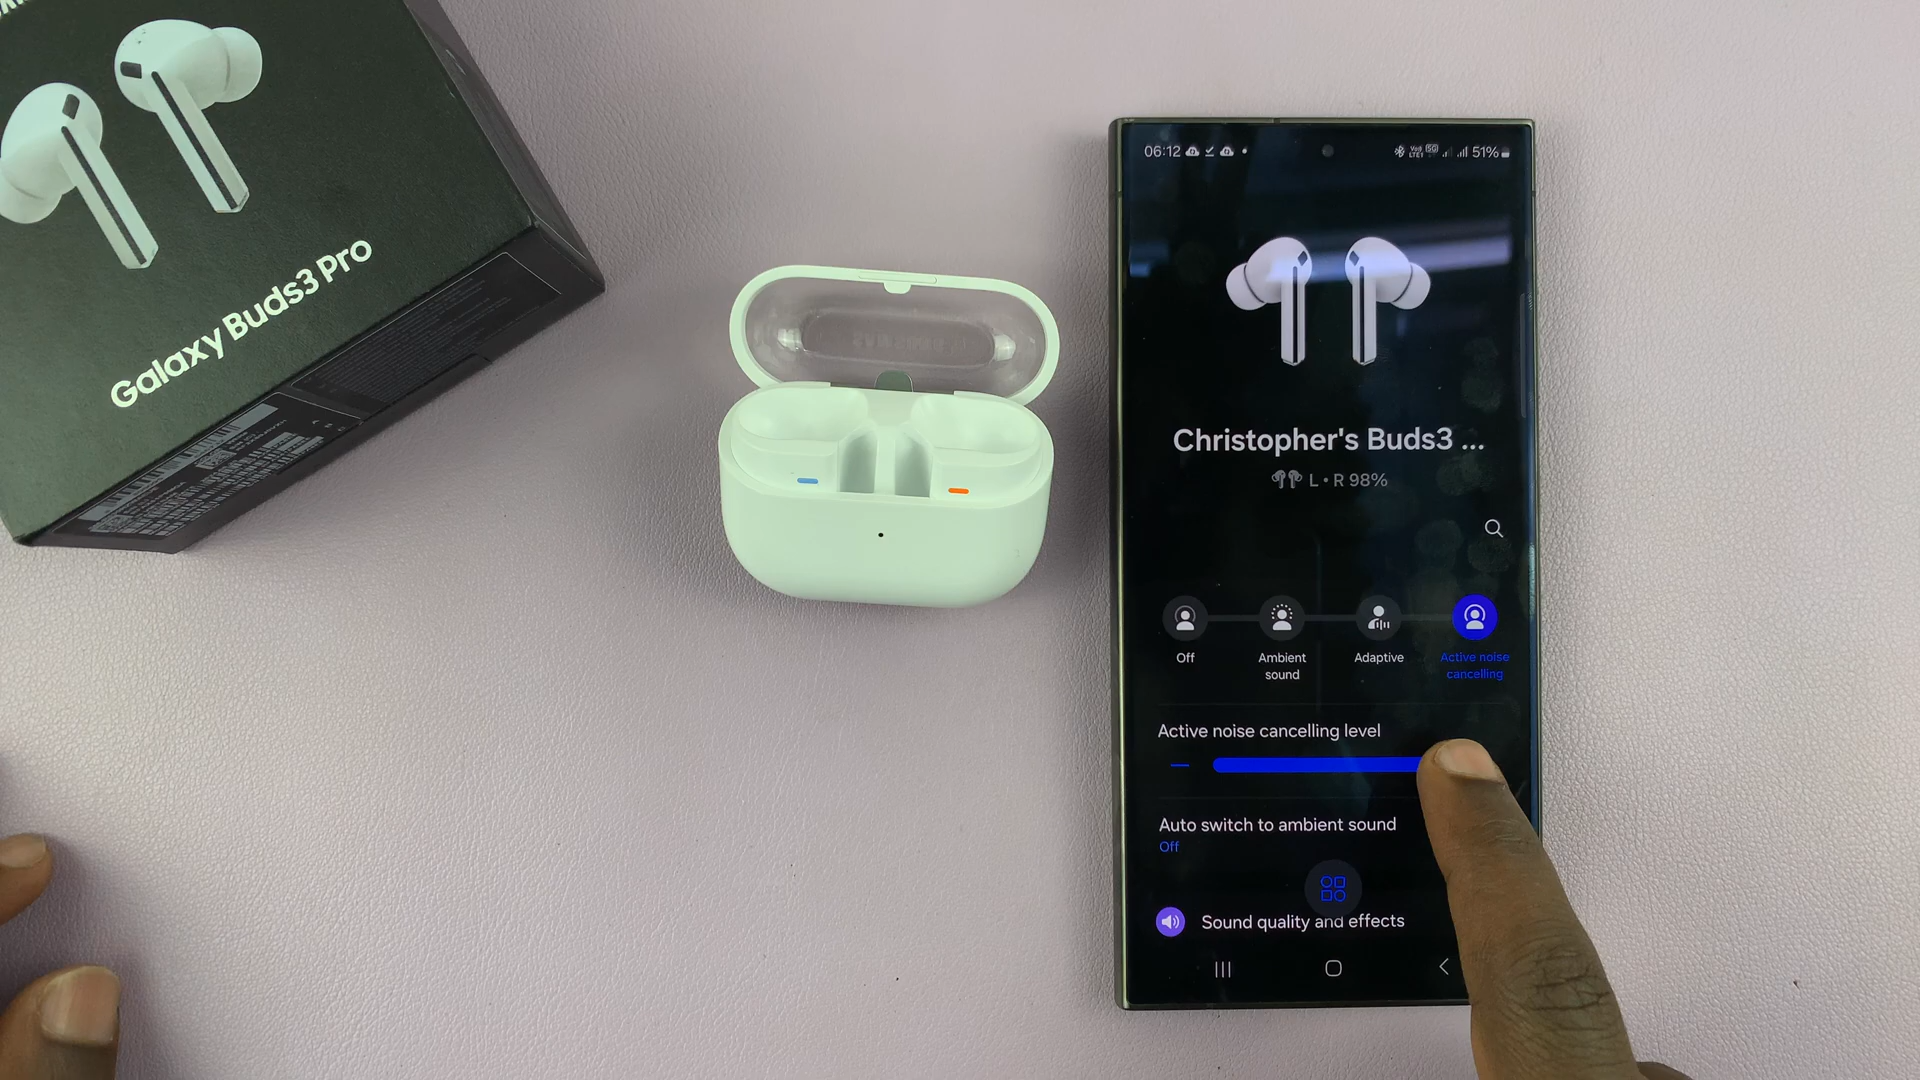 Galaxy Buds3 Pro
SAMSUNG
06:12
51%
Christopher's Buds3 ...
L • R 98%
Off
Ambient
sound
Adaptive
Active noise
cancelling
Active noise cancelling level
Auto switch to ambient sound
Off
Sound quality and effects